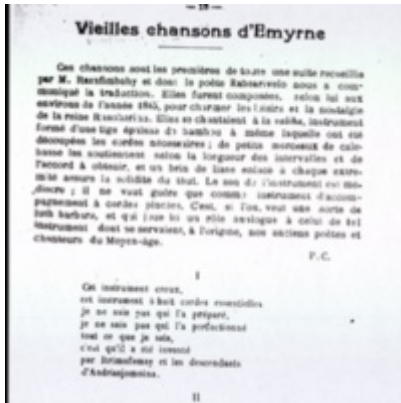 — 19 —
Vieilles chansons d'Emyrne
Ces chansons sont les premières de toute une suite recueillie
par M. et dont le poète Rabearivelo nous a com-
muniqué la traduction. Elles furent composées, selon lui aux
environs de l'année 1845, pour charmer les loisirs et la nostalgie
de la reine Elles se chantaient à la valiha, instrument
formé d'une tige épaisse de bambou à même laquelle ont été
découpées les cordes nécessaires ; de petits morceaux de cale-
basse les soutiennent selon la longueur des intervalles et de
l'accord à obtenir, et un brin de liane enlace à chaque extré-
mité assure la solidité du tout. Le son de l'instrument est mé-
diocre ; il ne vaut guère que comme instrument d'accom-
pagnement à cordes pincées. C'est, si l'on veut une sorte de
luth barbare, et qui joue ici un rôle analogue à celui de tel
instrument dont se servaient, à l'origine, nos anciens poètes et
chanteurs du Moyen-âge.
P. C.
I
Cet instrument creux,
cet instrument à huit cordes essentielles
je ne sais pas qui l'a préparé,
je ne sais pas qui l'a perfectionné
tout ce que je sais,
c'est qu'il a été inventé
par et les descendants
d'Andrianjomoina.
II